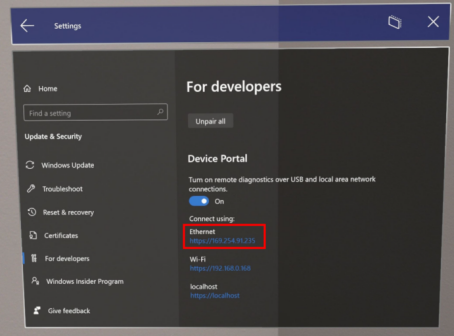 Settings
Home
For developers
Find a setting
Unpair all
Update & Security
Device Portal
Windows Update
Turn on remote diagnostics over USB and local area network
connections.
Troubleshoot
On
Reset & recovery
Connect using:
Certificates
Ethernet
https://169.254.91.235
For developers
Wi-Fi
https://192.168.0.168
Windows Insider Program
localhost
https://localhost
Give feedback